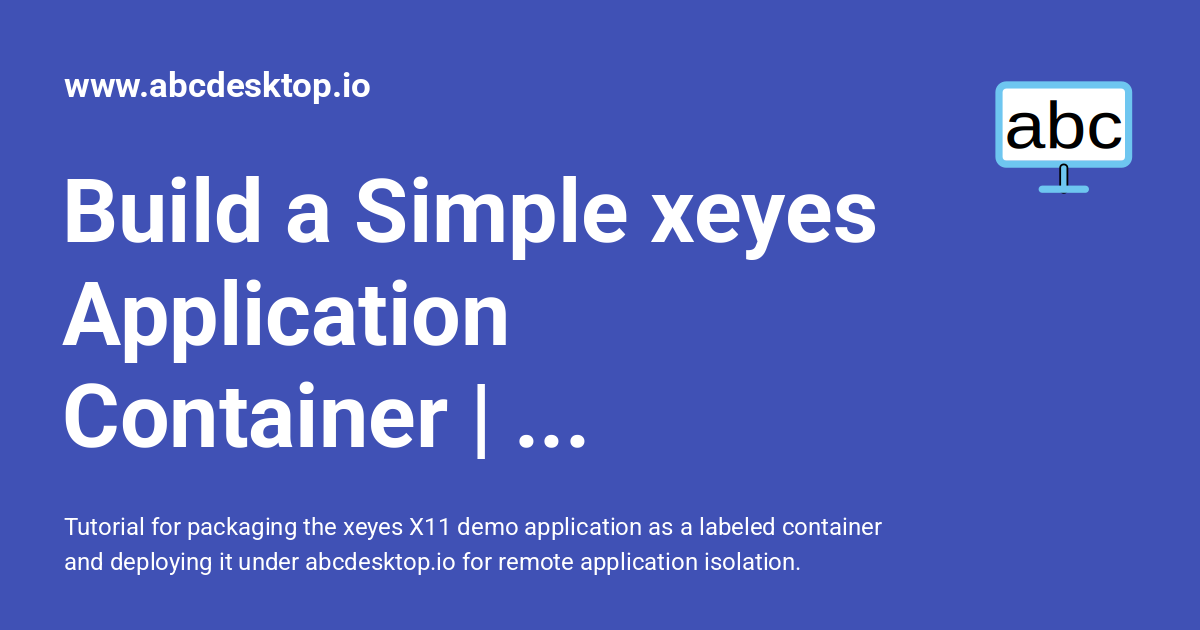 www.abcdesktop.io
abc
Build a Simple xeyes
Application
Container | ...
Tutorial for packaging the xeyes X11 demo application as a labeled container
and deploying it under abcdesktop.io for remote application isolation.